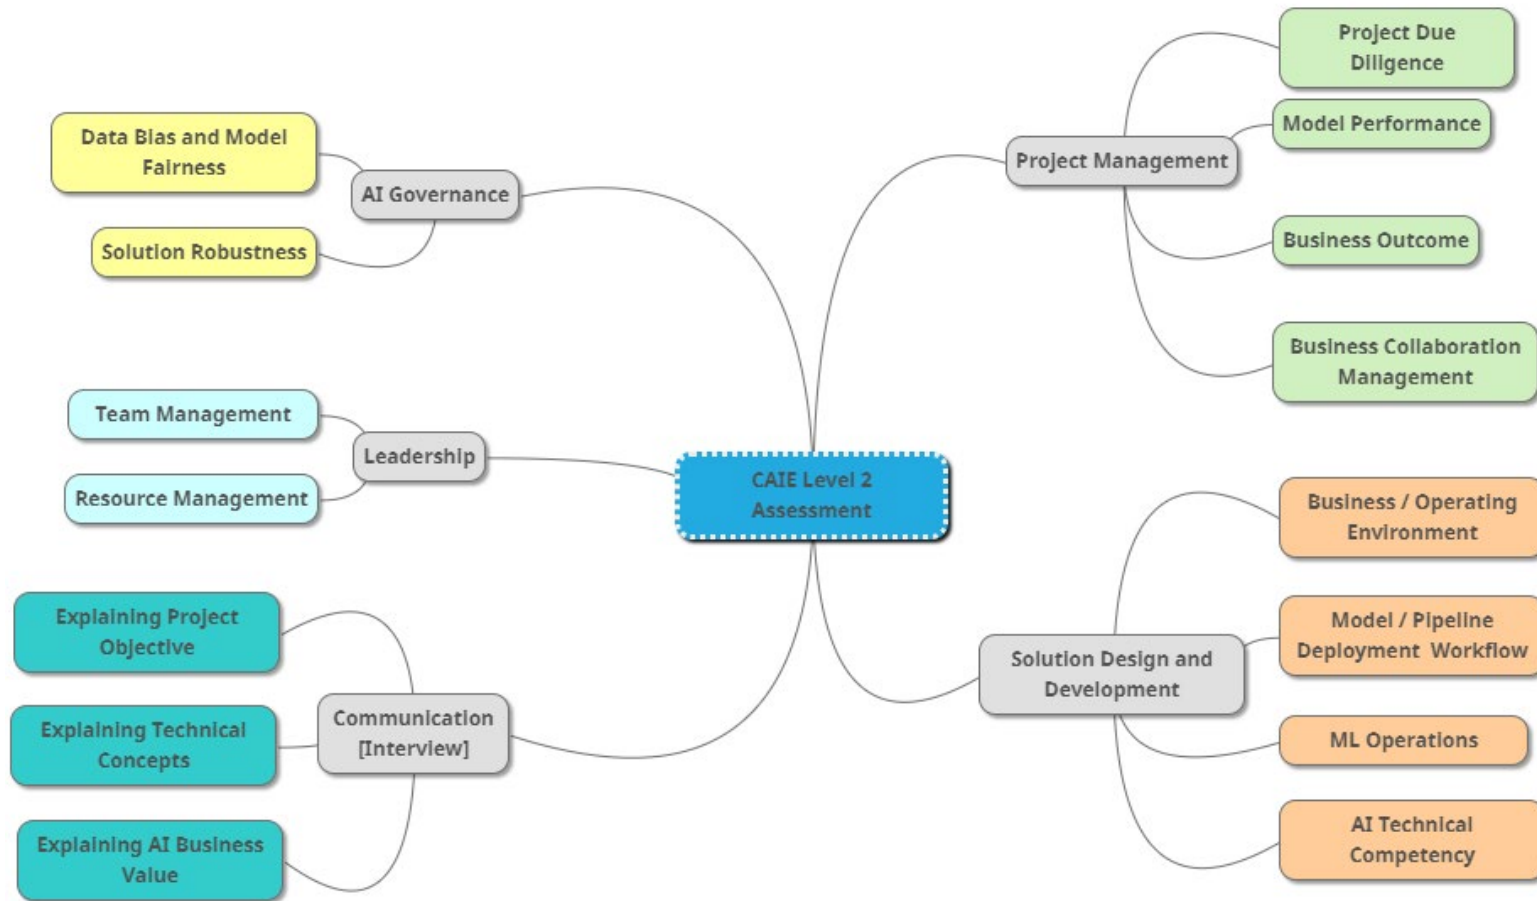 Project Due
Diligence
Model Performance
Project Management
Business Outcome
Business Collaboration
Management
Data Bias and Model
Fairness
AI Governance
Solution Robustness
Team Management
Leadership
Resource Management
CAIE Level 2
Assessment
Business / Operating
Environment
Model / Pipeline
Deployment Workflow
Solution Design and
Development
ML Operations
AI Technical
Competency
Explaining Project
Objective
Communication
[Interview]
Explaining Technical
Concepts
Explaining AI Business
Value